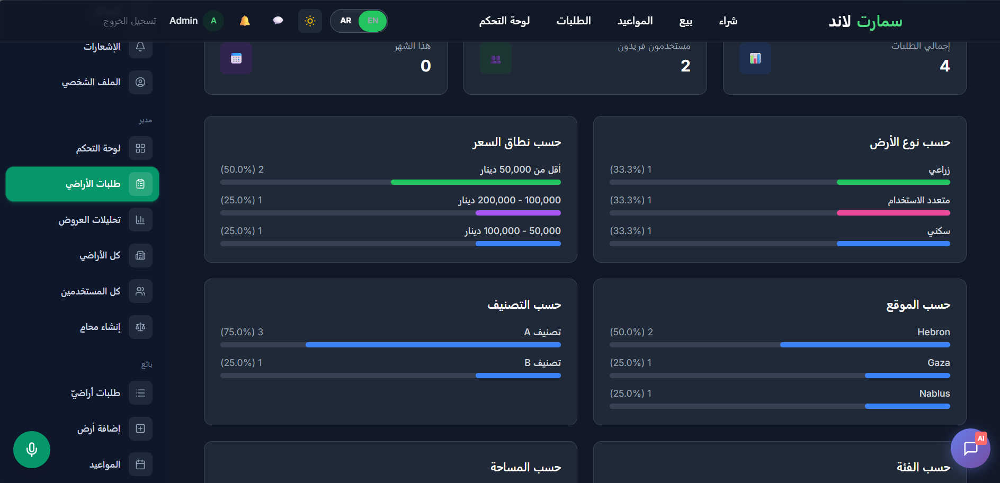 سمارت لاند
شراء
بيع
المواعيد
الطلبات
لوحة التحكم
AR EN
A
Admin
تسجيل الخروج
إجمالي الطلبات
4
مستخدمون فريدون
2
هذا الشهر
0
حسب نوع الأرض
زراعي
1 (33.3%)
متعدد الاستخدام
1 (33.3%)
سكني
1 (33.3%)
حسب نطاق السعر
أقل من 50,000 دينار
2 (50.0%)
100,000 - 200,000 دينار
1 (25.0%)
50,000 - 100,000 دينار
1 (25.0%)
حسب الموقع
Hebron
2 (50.0%)
Gaza
1 (25.0%)
Nablus
1 (25.0%)
حسب التصنيف
تصنيف A
3 (75.0%)
تصنيف B
1 (25.0%)
حسب الفئة
حسب المساحة
الإشعارات
الملف الشخصي
مدير
لوحة التحكم
طلبات الأراضي
تحليلات العروض
كل الأراضي
كل المستخدمين
إنشاء محامٍ
بائع
طلبات أراضيّ
إضافة أرض
المواعيد
AI